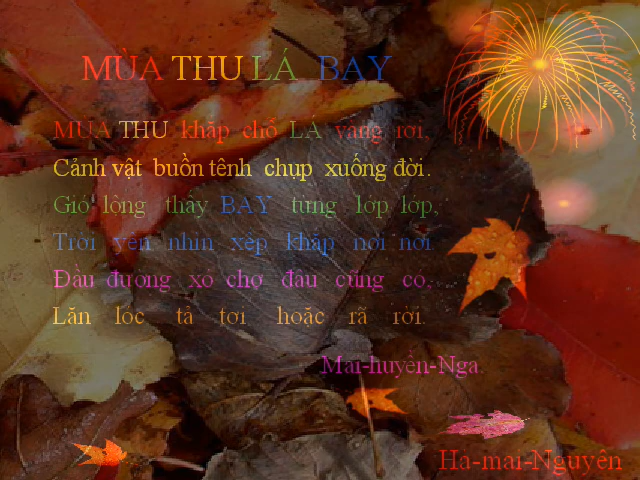 MÙA THU LÁ BAY
MÙA THU khắp chổ LÁ vàng rơi,
Cảnh vật buồn tênh chụp xuống đời.
Gió lộng thấy BAY tung lớp lớp,
Trời yên nhìn xếp khắp nơi nơi
Đầu đường xó chợ đâu cũng có,
Lăn lóc tả tơi hoặc rã rời.
Mai-huyền-Nga.
Hà-mai-Nguyên